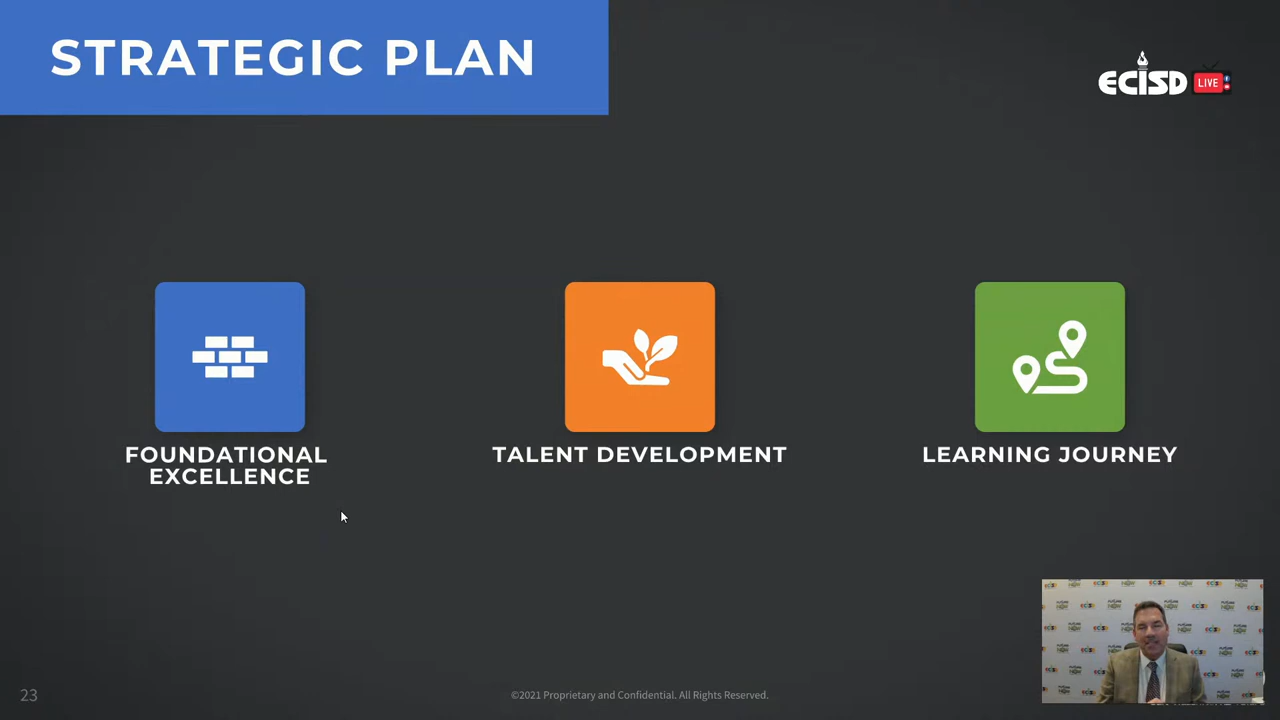 STRATEGIC PLAN
ECISD LIVE
FOUNDATIONAL
EXCELLENCE
TALENT DEVELOPMENT
LEARNING JOURNEY
23
©2021 Proprietary and Confidential. All Rights Reserved.